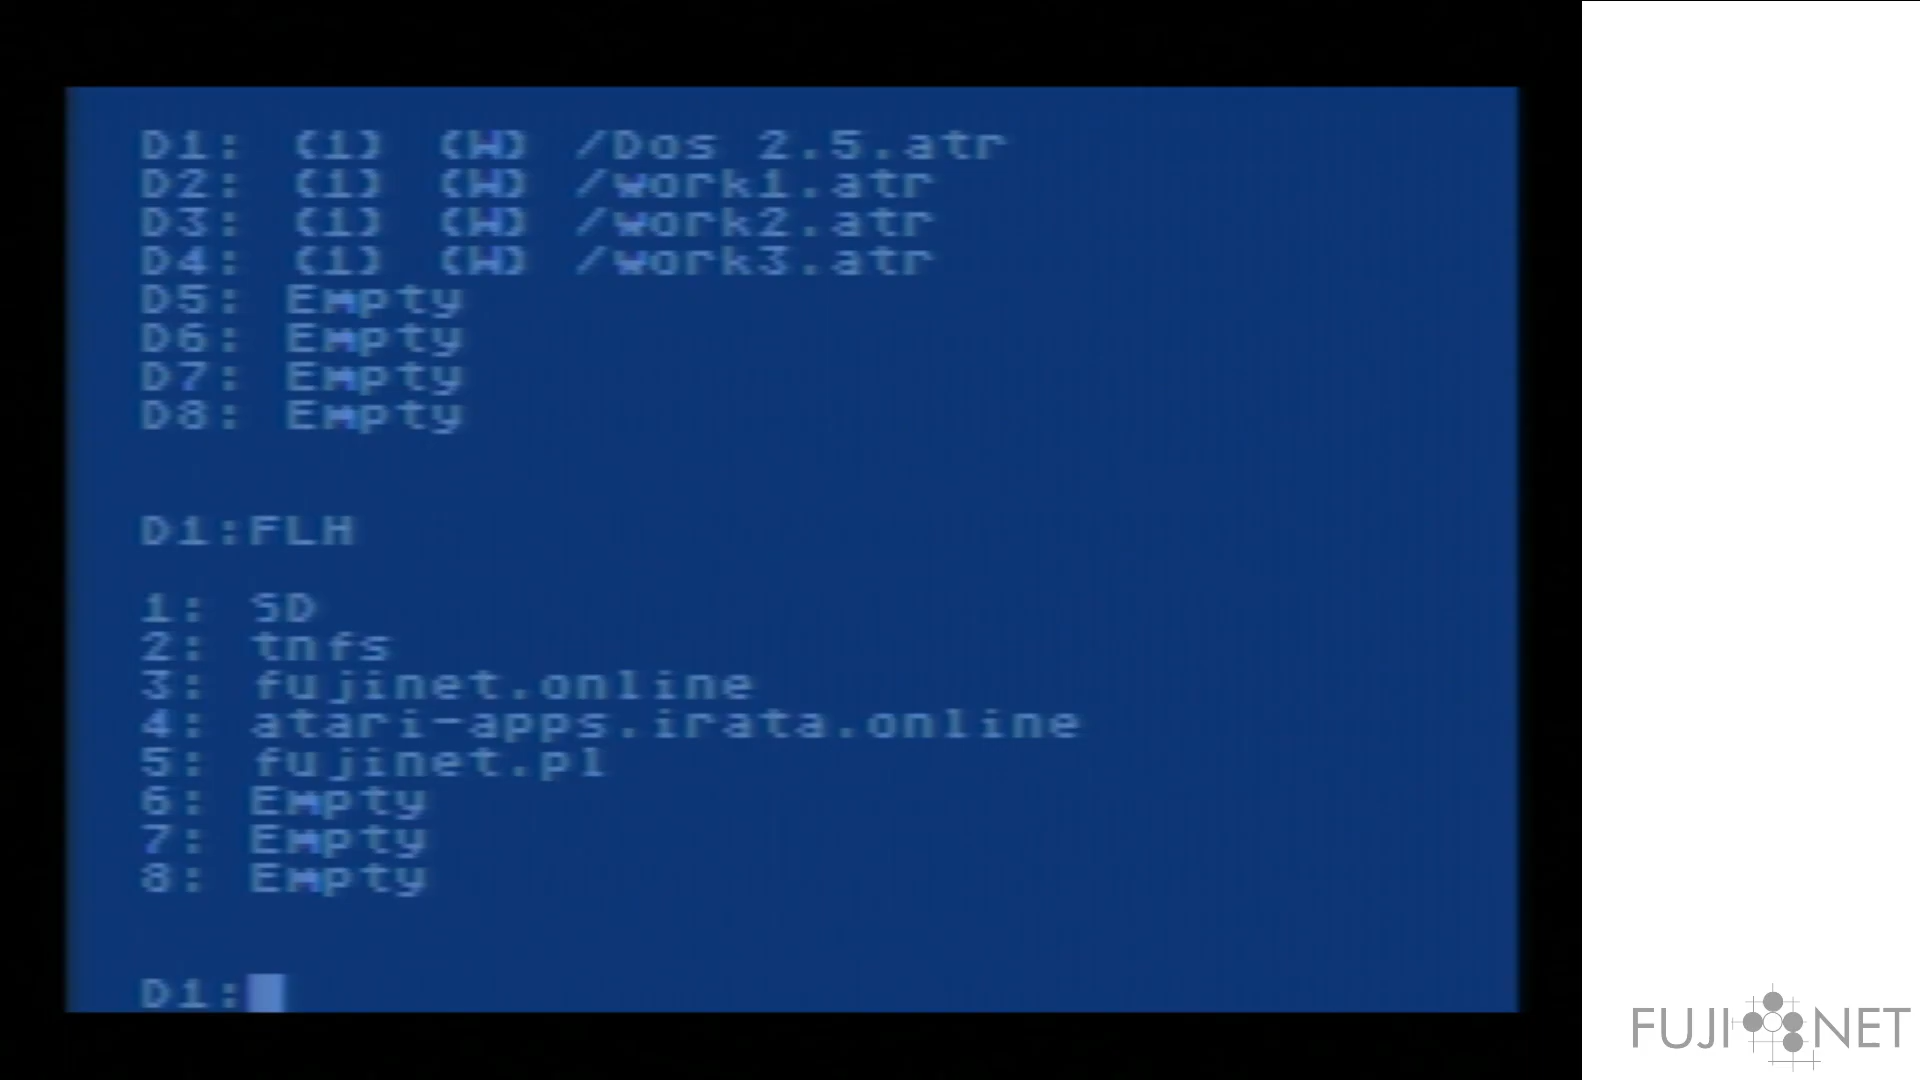 D1: (1) (W) /Dos 2.5.atr
D2: (1) (W) /work1.atr
D3: (1) (W) /work2.atr
D4: (1) (W) /work3.atr
D5: Empty
D6: Empty
D7: Empty
D8: Empty
D1:FLH
1: SD
2: tnfs
3: fujinet.online
4: atari-apps.irata.online
5: fujinet.pl
6: Empty
7: Empty
8: Empty
D1:
FUJI NET